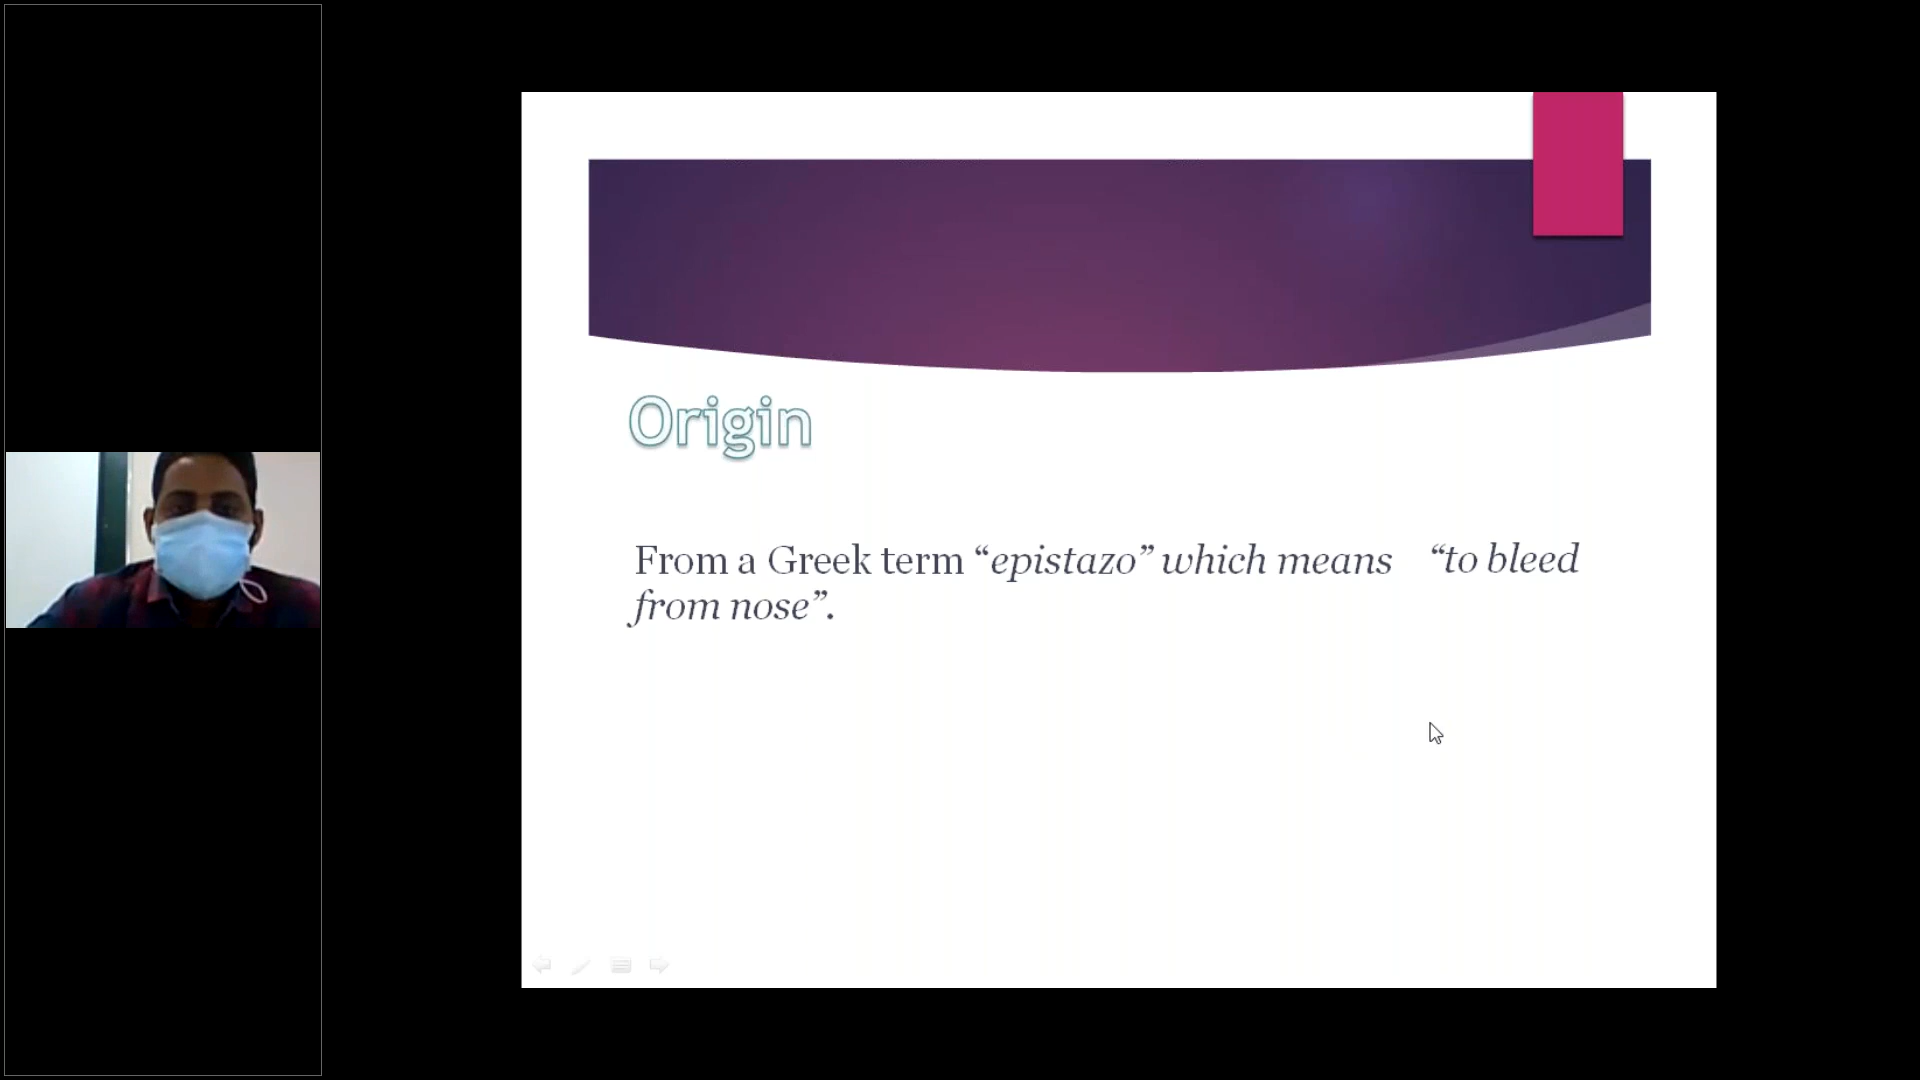 Origin
From a Greek term “epistazo” which means “to bleed
from nose”.